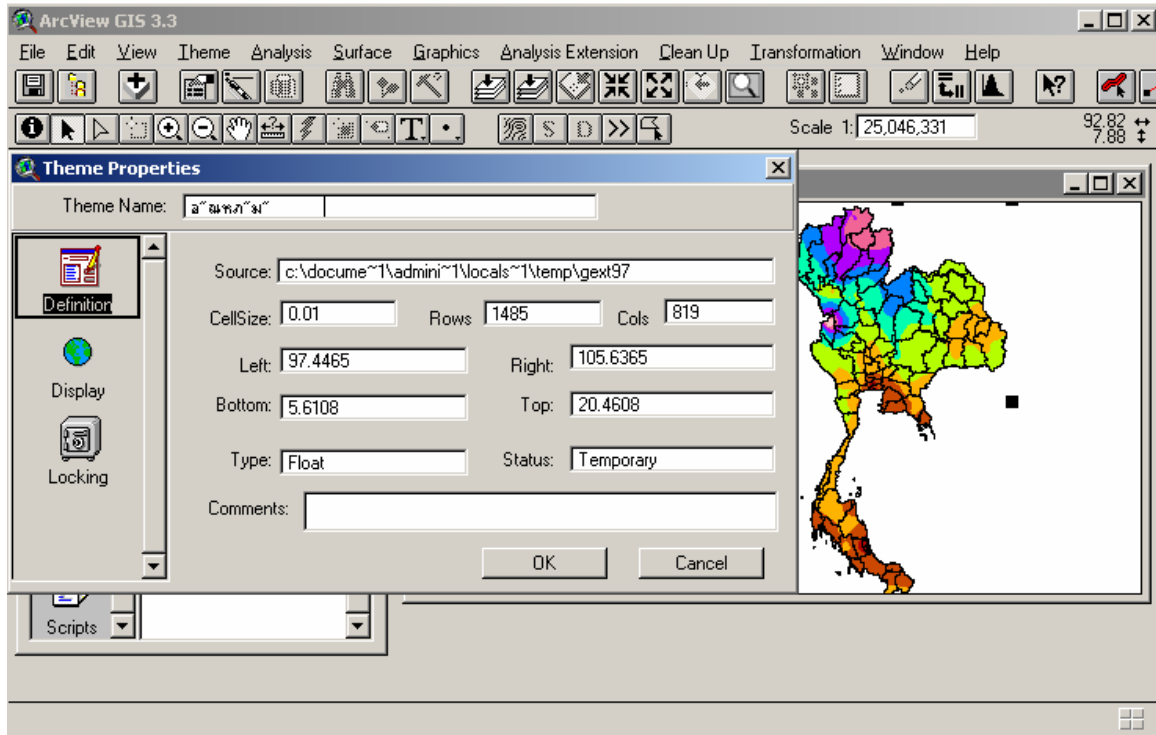 ArcView GIS 3.3
File Edit View Theme Analysis Surface Graphics Analysis Extension Clean Up Transformation Window Help
Scale 1: 25,046,331
92.82
7.88
Theme Properties
Theme Name:
Definition
Display
Locking
Source: c:\docume~1\admini~1\locals~1\temp\gext97
CellSize: 0.01 Rows 1485 Cols 819
Left: 97.4465 Right: 105.6365
Bottom: 5.6108 Top: 20.4608
Type: Float Status: Temporary
Comments:
OK Cancel
Scripts